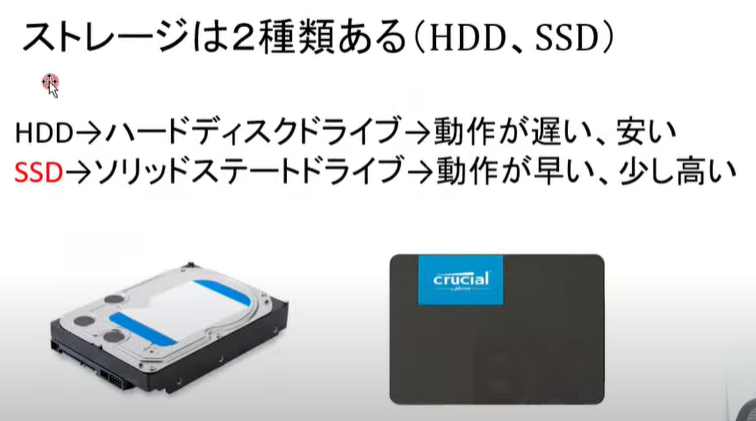 ストレージは２種類ある（HDD、SSD）
HDD→ハードディスクドライブ→動作が遅い、安い
SSD→ソリッドステートドライブ→動作が早い、少し高い
crucial